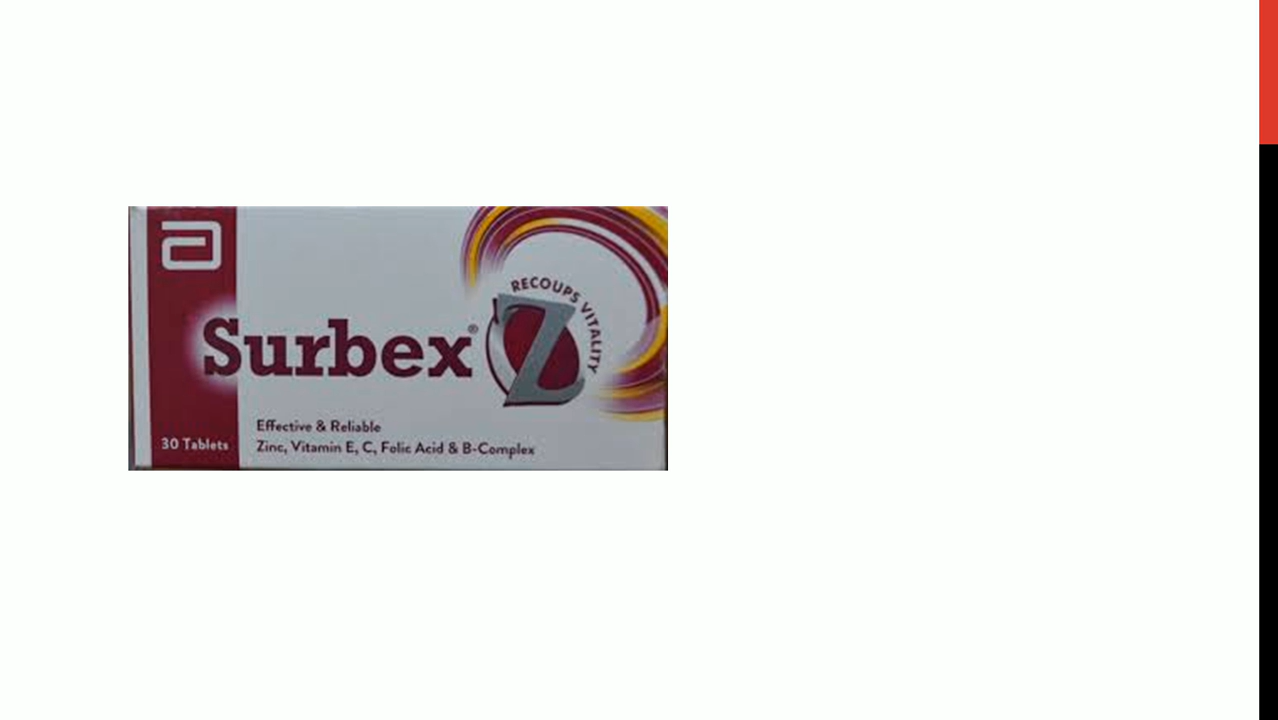 RECOUPS VITALITY
Surbex® Z
Effective & Reliable
30 Tablets
Zinc, Vitamin E, C, Folic Acid & B-Complex